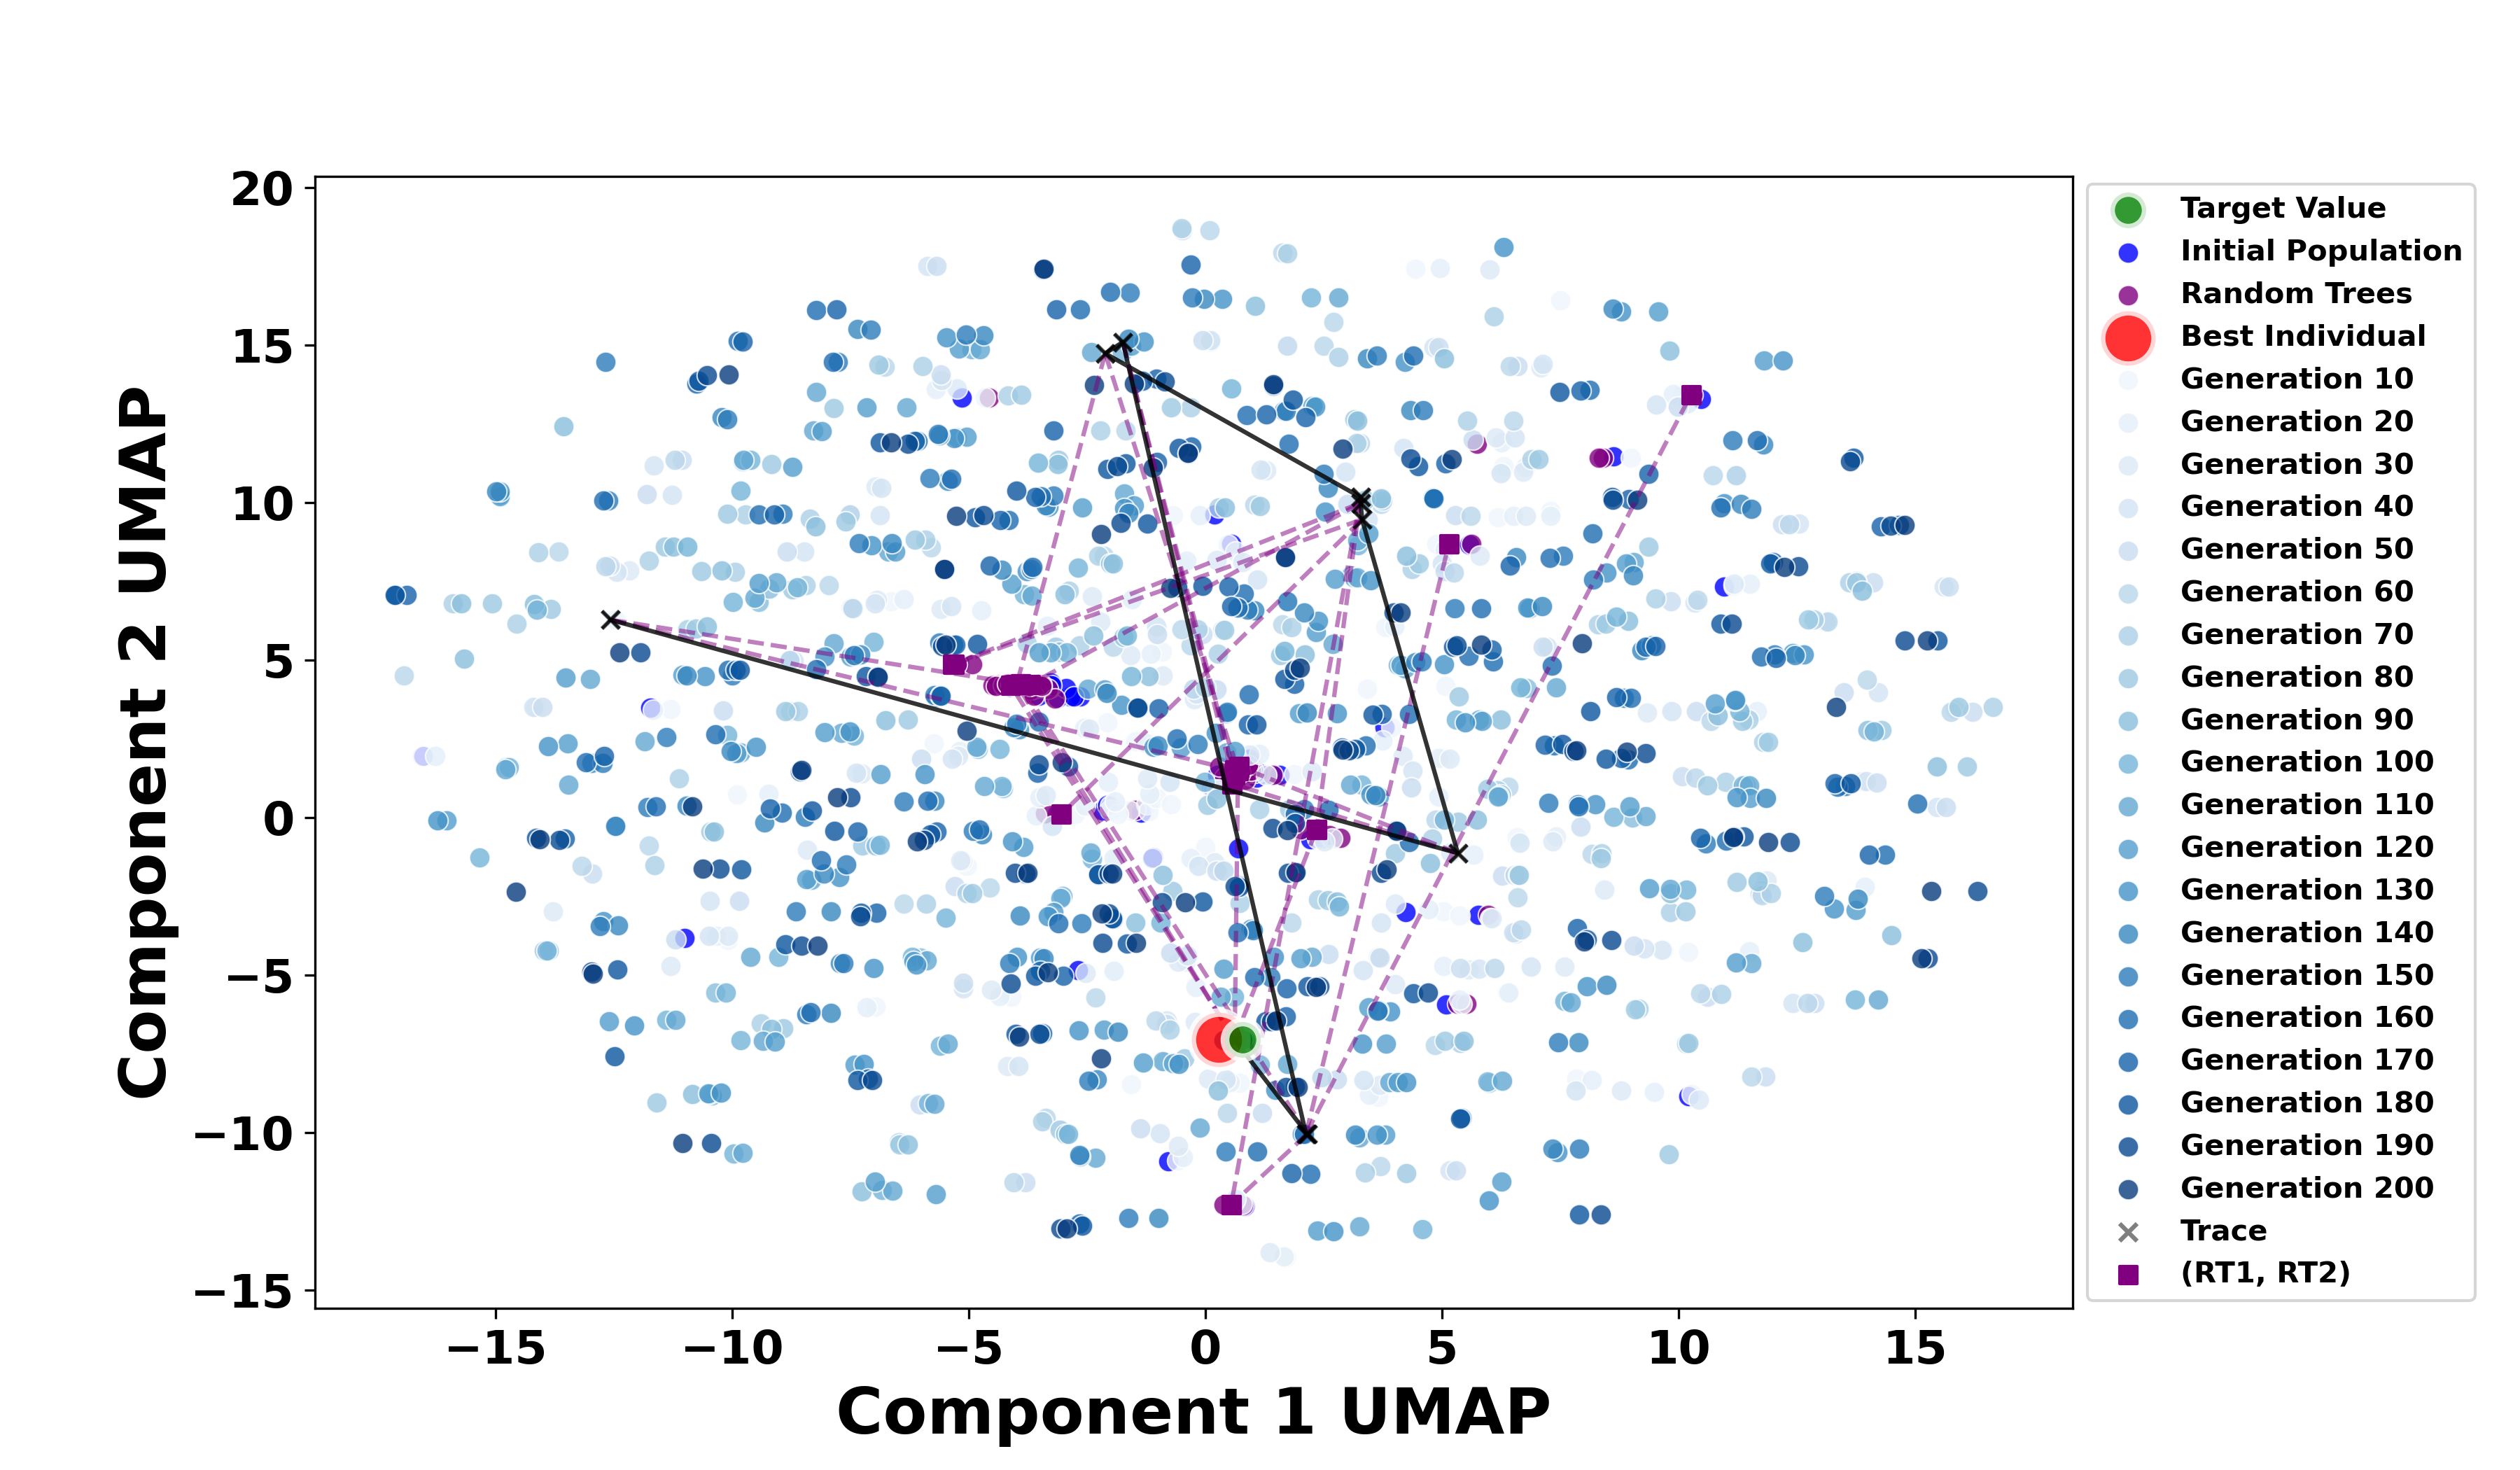 20
15
10
5
0
−5
−10
−15
Component 2 UMAP
−15
−10
−5
0
5
10
15
Component 1 UMAP
Target Value
Initial Population
Random Trees
Best Individual
Generation 10
Generation 20
Generation 30
Generation 40
Generation 50
Generation 60
Generation 70
Generation 80
Generation 90
Generation 100
Generation 110
Generation 120
Generation 130
Generation 140
Generation 150
Generation 160
Generation 170
Generation 180
Generation 190
Generation 200
Trace
(RT1, RT2)